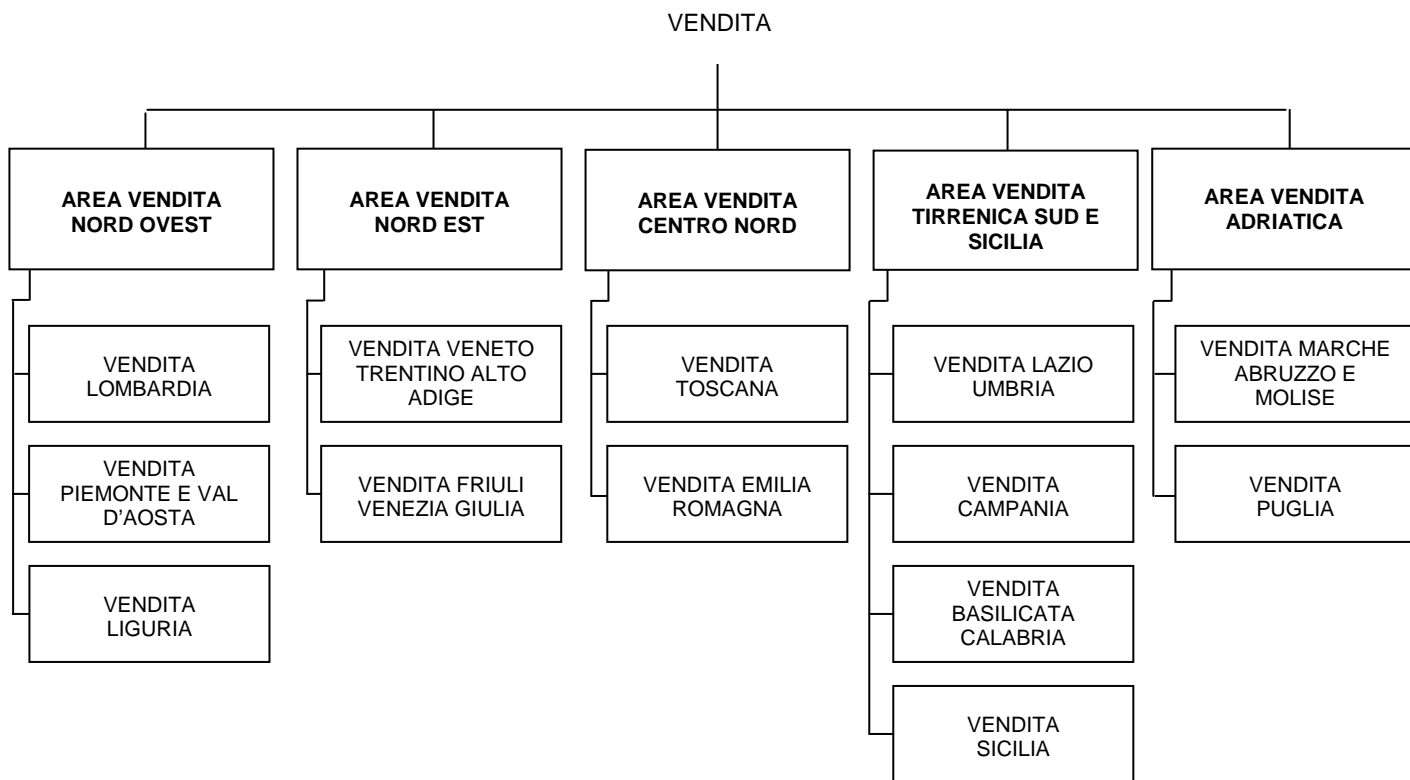 VENDITA
AREA VENDITA
NORD OVEST
VENDITA
LOMBARDIA
VENDITA
PIEMONTE E VAL
D'AOSTA
VENDITA
LIGURIA
AREA VENDITA
NORD EST
VENDITA VENETO
TRENTINO ALTO
ADIGE
VENDITA FRIULI
VENEZIA GIULIA
AREA VENDITA
CENTRO NORD
VENDITA
TOSCANA
VENDITA EMILIA
ROMAGNA
AREA VENDITA
TIRRENICA SUD E
SICILIA
VENDITA LAZIO
UMBRIA
VENDITA
CAMPANIA
VENDITA
BASILICATA
CALABRIA
VENDITA
SICILIA
AREA VENDITA
ADRIATICA
VENDITA MARCHE
ABRUZZO E
MOLISE
VENDITA
PUGLIA